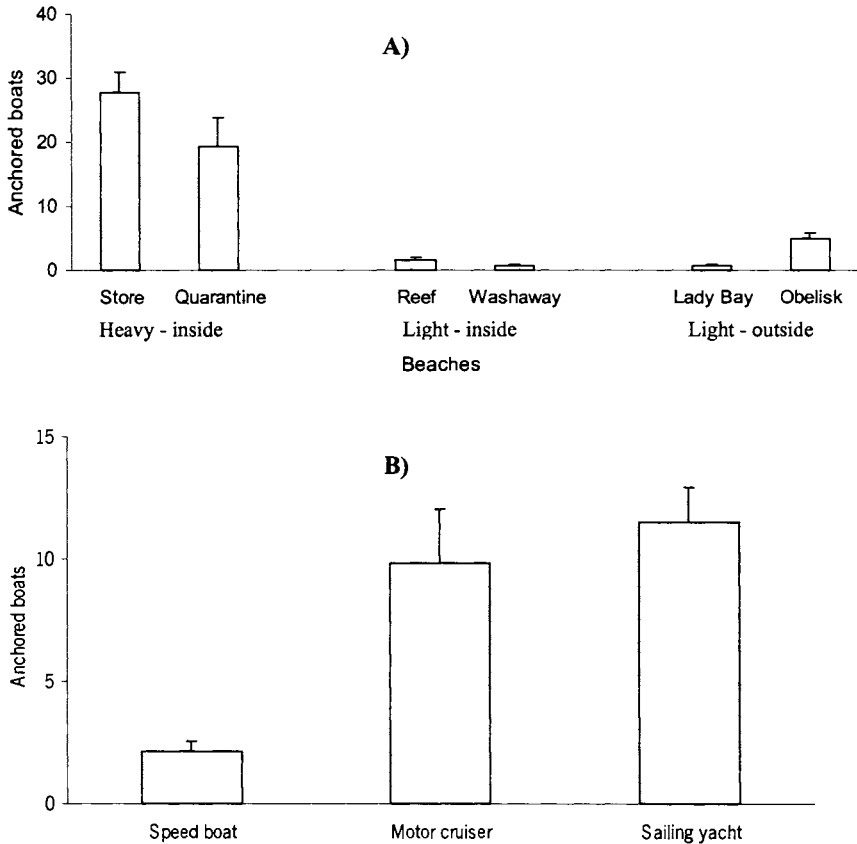 40
A)
30
20
10
0
Anchored boats
Store Quarantine Reef Washaway Lady Bay Obelisk
Heavy - inside Light - inside Light - outside
Beaches
15
B)
10
5
0
Anchored boats
Speed boat Motor cruiser Sailing yacht